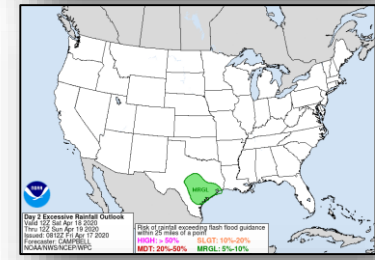 MRGL
Day 2 Excessive Rainfall Outlook
Valid 12Z Sat Apr 18 2020
Thru 12Z Sun Apr 19 2020
Issued: 0812Z Fri Apr 17 2020
Forecaster: CAMPBELL
NOAA/NWS/NCEP/WPC
Risk of rainfall exceeding flash flood guidance
within 25 miles of a point
HIGH: > 50% SLGT: 10%-20%
MDT: 20%-50% MRGL: 5%-10%